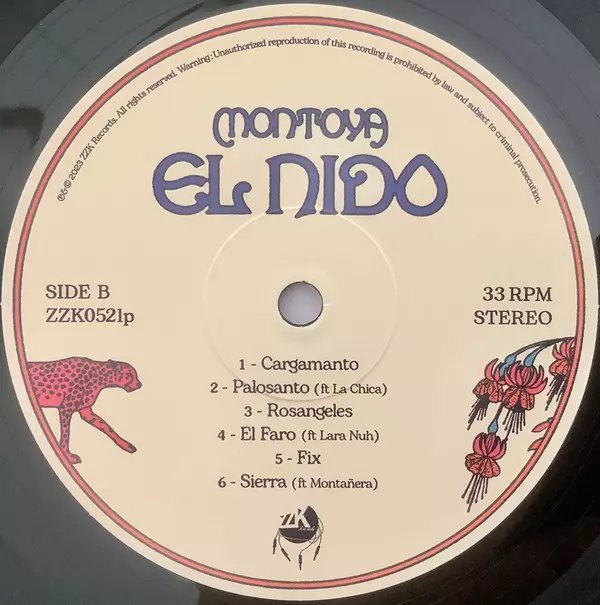 ℗&© 2023 ZZK Records. All rights reserved. Warning: Unauthorized reproduction of this recording is prohibited by law and subject to criminal prosecution.
MONTOYA
EL NIDO
SIDE B
ZZK052lp
33 RPM
STEREO
1 - Cargamanto
2 - Palosanto (ft La Chica)
3 - Rosangeles
4 - El Faro (ft Lara Nuh)
5 - Fix
6 - Sierra (ft Montañera)
ZZK